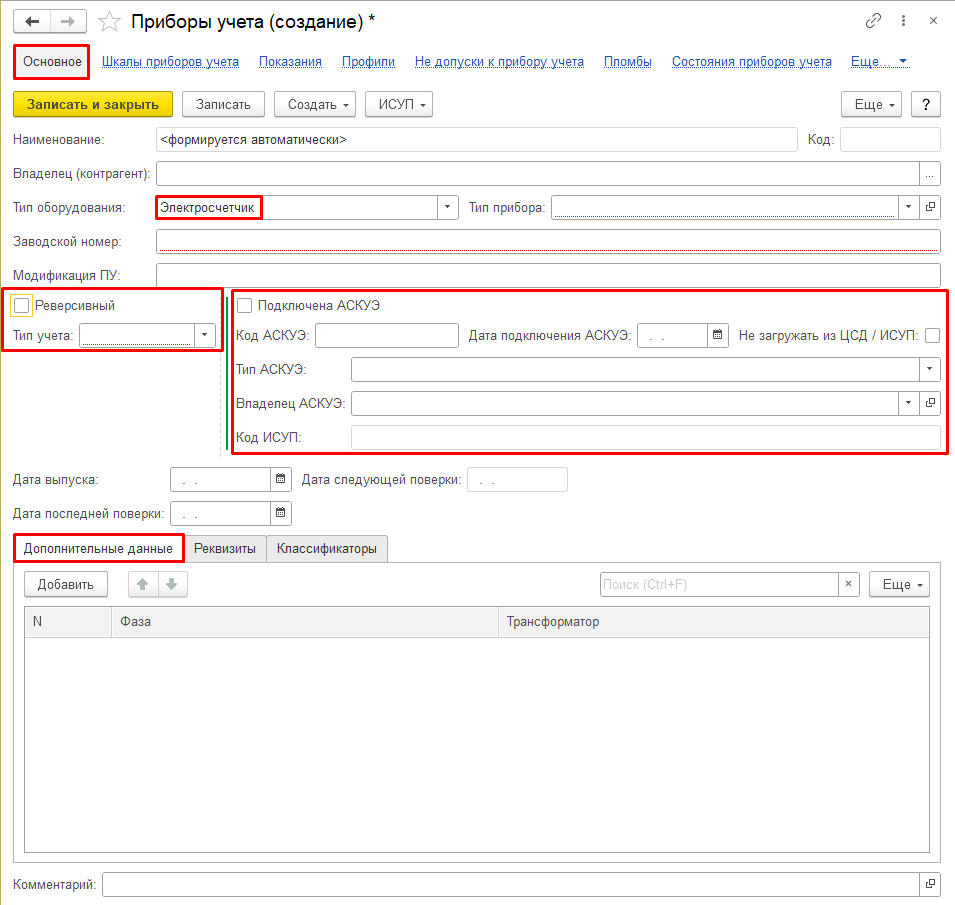 Приборы учета (создание) *
Основное Шкалы приборов учета Показания Профили Не допуски к прибору учета Пломбы Состояния приборов учета Еще...
Записать и закрыть Записать Создать ИСУП Еще ?
Наименование: <формируется автоматически> Код:
Владелец (контрагент): ...
Тип оборудования: Электросчетчик Тип прибора:
Заводской номер:
Модификация ПУ:
Реверсивный Подключена АСКУЭ
Тип учета: Код АСКУЭ: Дата подключения АСКУЭ: . . Не загружать из ЦСД / ИСУП:
Тип АСКУЭ:
Владелец АСКУЭ:
Код ИСУП:
Дата выпуска: . . Дата следующей поверки: . .
Дата последней поверки: . .
Дополнительные данные Реквизиты Классификаторы
Добавить Поиск (Ctrl+F) × Еще
N Фаза Трансформатор
Комментарий: